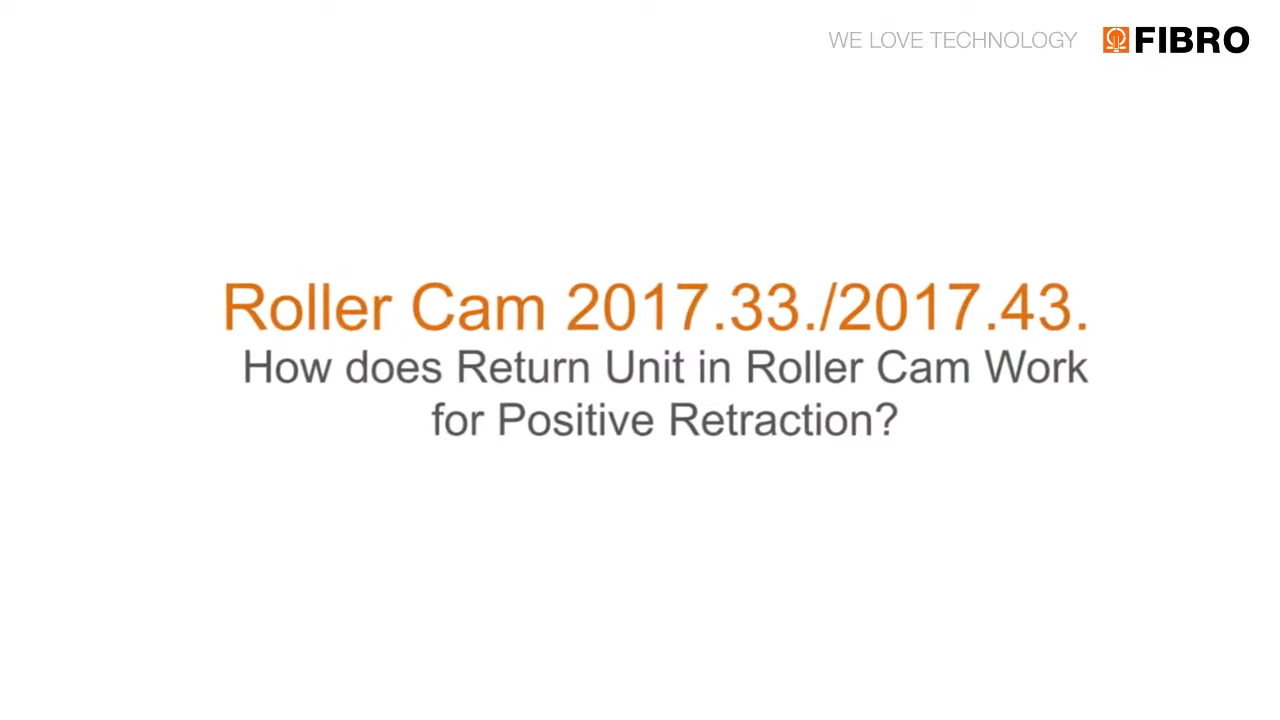 WE LOVE TECHNOLOGY FIBRO
Roller Cam 2017.33./2017.43.
How does Return Unit in Roller Cam Work
for Positive Retraction?